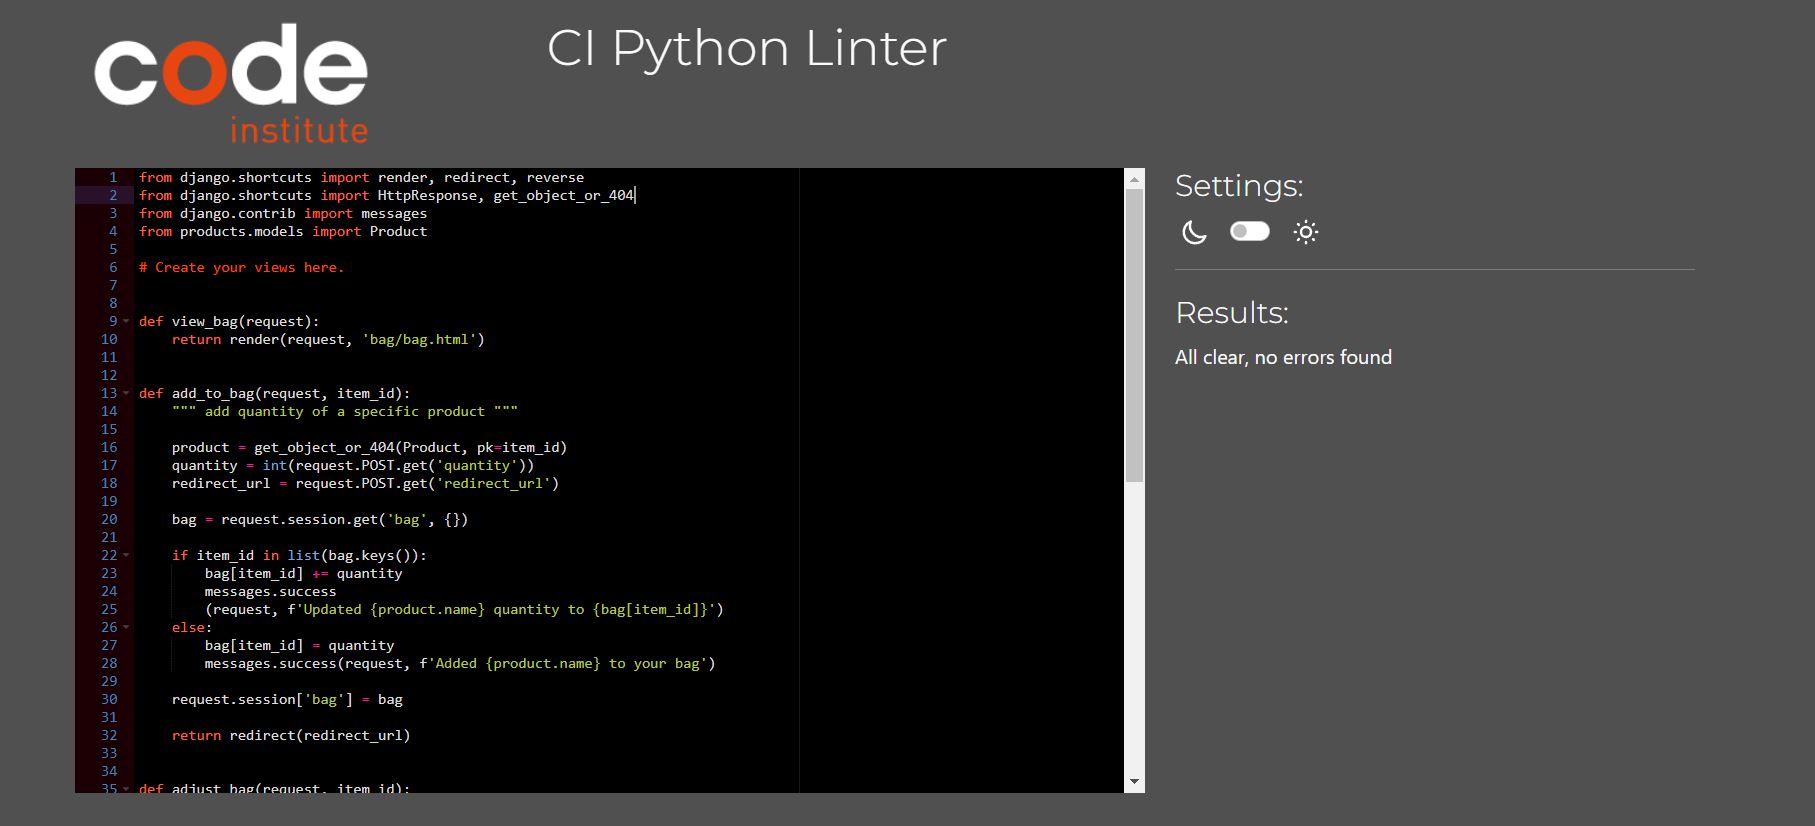 code
institute
CI Python Linter
1 from django.shortcuts import render, redirect, reverse
2 from django.shortcuts import HttpResponse, get_object_or_404
3 from django.contrib import messages
4 from products.models import Product
5
6 # Create your views here.
7
8
9 def view_bag(request):
10     return render(request, 'bag/bag.html')
11
12
13 def add_to_bag(request, item_id):
14     """ add quantity of a specific product """
15
16     product = get_object_or_404(Product, pk=item_id)
17     quantity = int(request.POST.get('quantity'))
18     redirect_url = request.POST.get('redirect_url')
19
20     bag = request.session.get('bag', {})
21
22     if item_id in list(bag.keys()):
23         bag[item_id] += quantity
24         messages.success
25         (request, f'Updated {product.name} quantity to {bag[item_id]}')
26     else:
27         bag[item_id] = quantity
28         messages.success(request, f'Added {product.name} to your bag')
29
30     request.session['bag'] = bag
31
32     return redirect(redirect_url)
33
34
35 def adjust_bag(request, item_id):
Settings:
Results:
All clear, no errors found